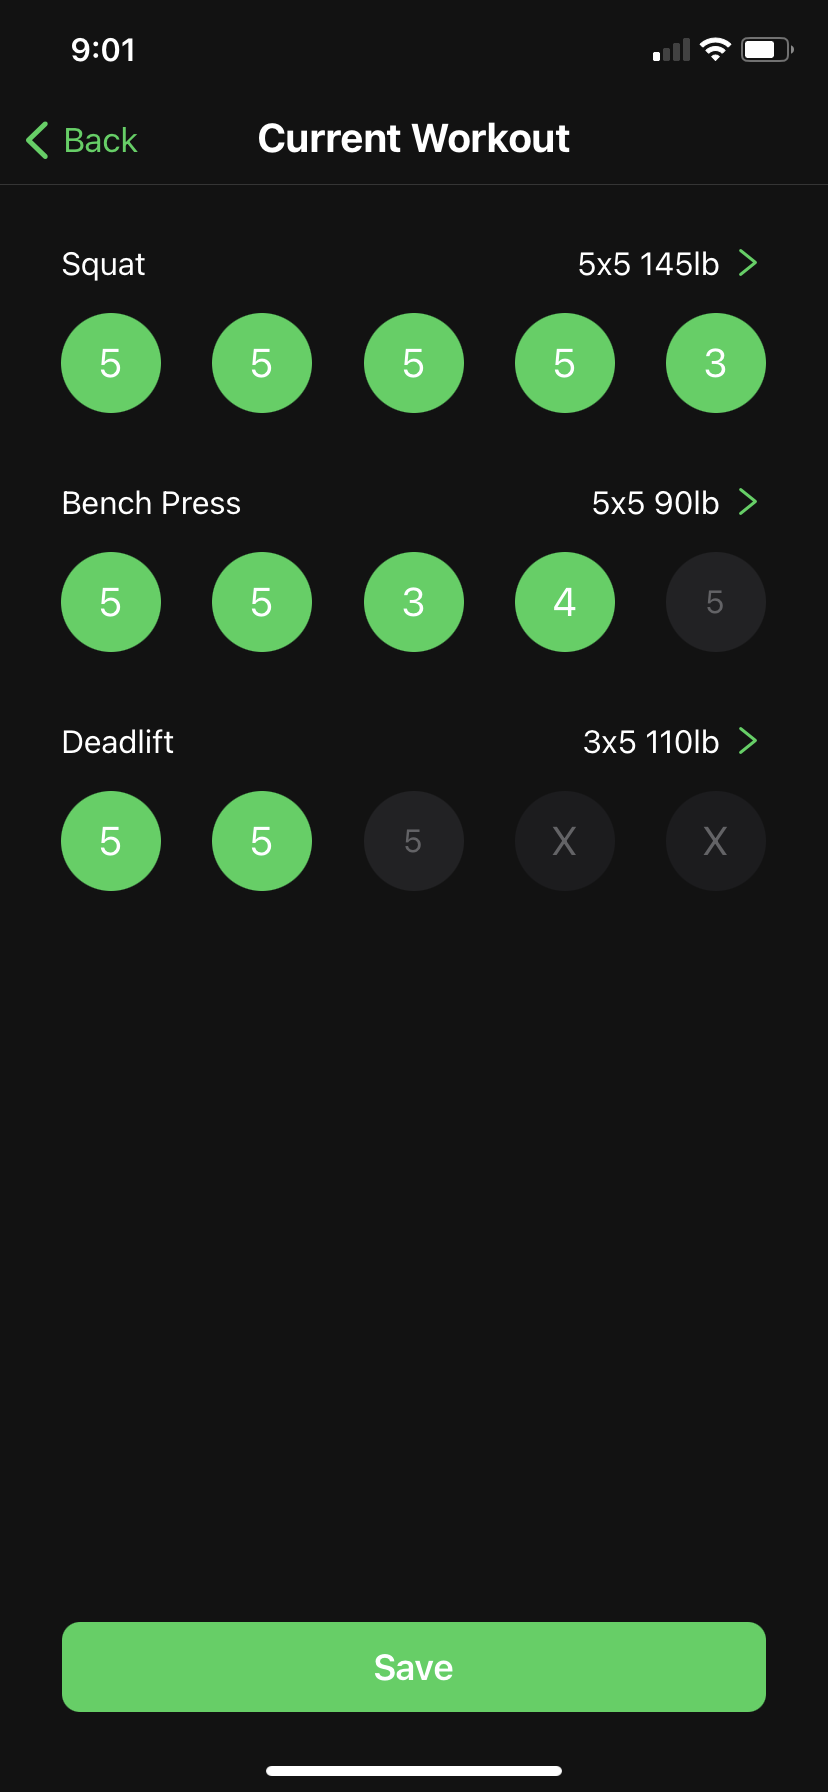 9:01
Back
Current Workout
Squat 5x5 145lb
5 5 5 5 3
Bench Press 5x5 90lb
5 5 3 4 5
Deadlift 3x5 110lb
5 5 5 X X
Save